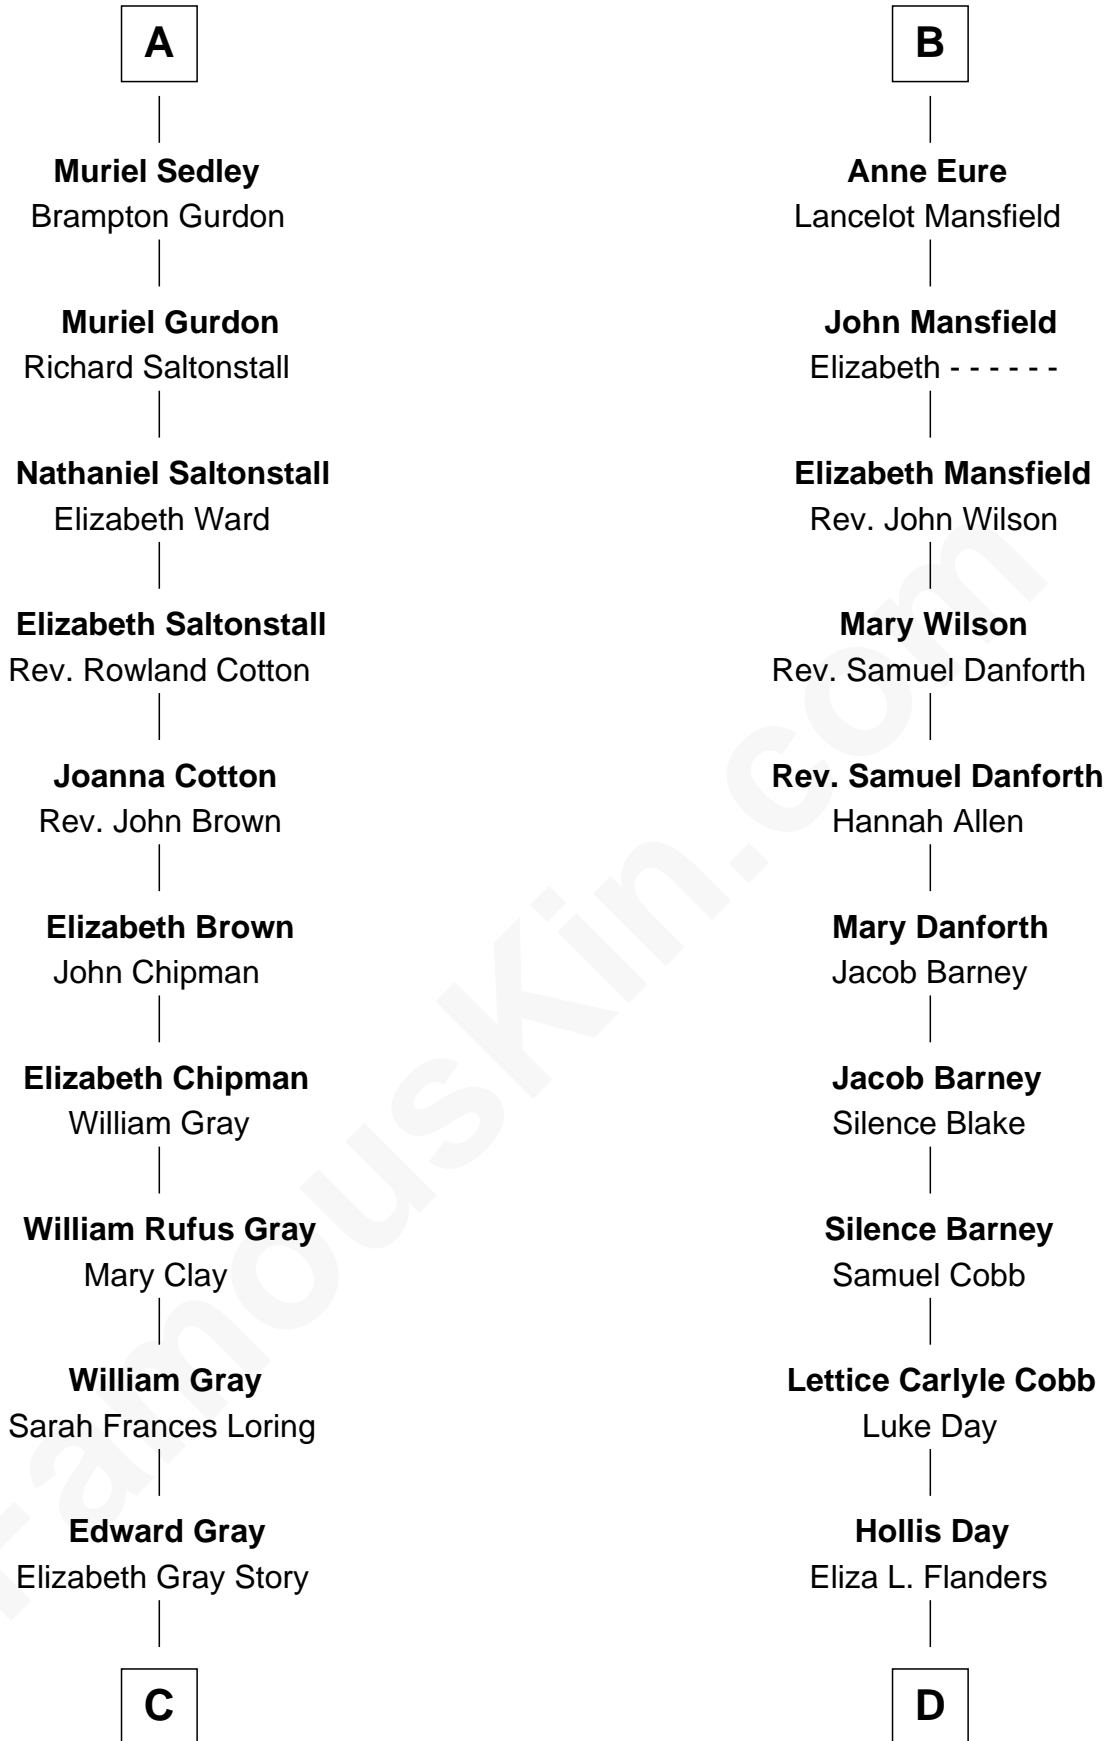 A
Muriel Sedley
Brampton Gurdon
Muriel Gurdon
Richard Saltonstall
Nathaniel Saltonstall
Elizabeth Ward
Elizabeth Saltonstall
Rev. Rowland Cotton
Joanna Cotton
Rev. John Brown
Elizabeth Brown
John Chipman
Elizabeth Chipman
William Gray
William Rufus Gray
Mary Clay
William Gray
Sarah Frances Loring
Edward Gray
Elizabeth Gray Story
C
B
Anne Eure
Lancelot Mansfield
John Mansfield
Elizabeth - - - - - -
Elizabeth Mansfield
Rev. John Wilson
Mary Wilson
Rev. Samuel Danforth
Rev. Samuel Danforth
Hannah Allen
Mary Danforth
Jacob Barney
Jacob Barney
Silence Blake
Silence Barney
Samuel Cobb
Lettice Carlyle Cobb
Luke Day
Hollis Day
Eliza L. Flanders
D
FamousKin.com